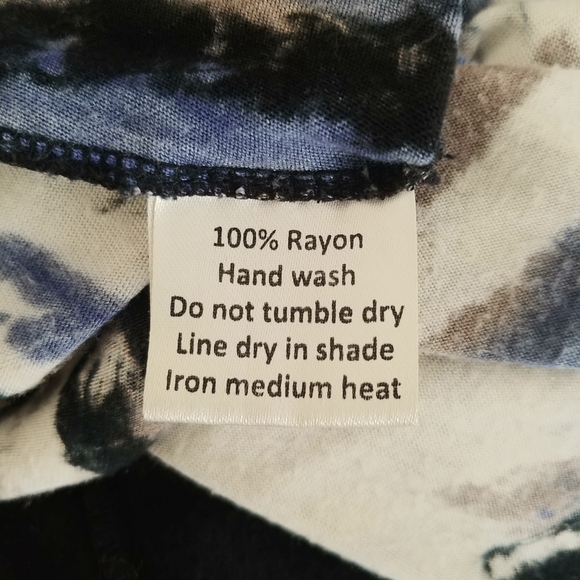 100% Rayon
Hand wash
Do not tumble dry
Line dry in shade
Iron medium heat